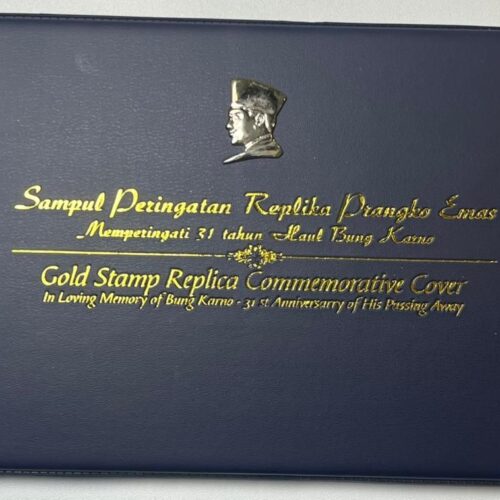 Sampul Peringatan Replika Prangko Emas
Memperingati 31 tahun Haul Bung Karno
Gold Stamp Replica Commemorative Cover
In Loving Memory of Bung Karno - 31 st Anniversarry of His Passing Away